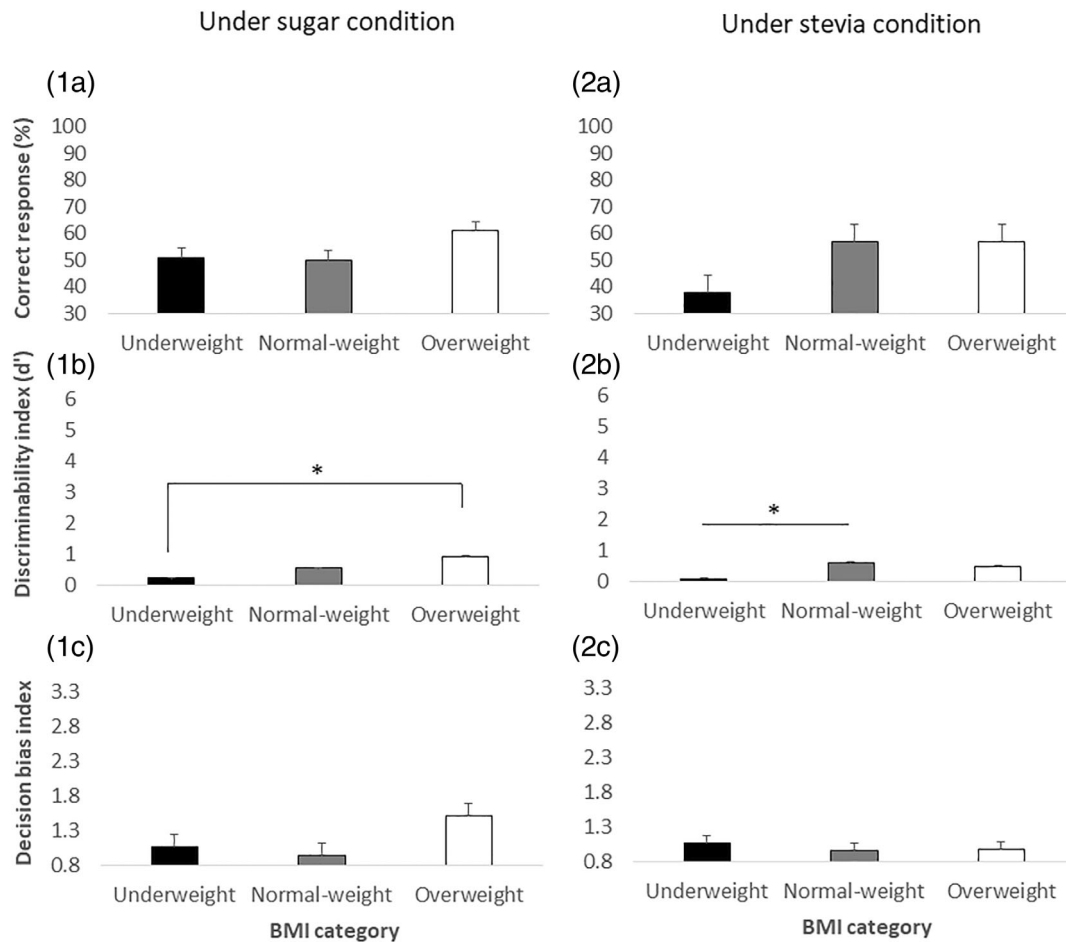 Under sugar condition
Under stevia condition
(1a)
Correct response (%)
100
90
80
70
60
50
40
30
Underweight Normal-weight Overweight
(2a)
100
90
80
70
60
50
40
30
Underweight Normal-weight Overweight
(1b)
Discriminability index (d')
6
5
4
3
2
1
0
*
Underweight Normal-weight Overweight
(2b)
6
5
4
3
2
1
0
*
Underweight Normal-weight Overweight
(1c)
Decision bias index
3.3
2.8
2.3
1.8
1.3
0.8
Underweight Normal-weight Overweight
BMI category
(2c)
3.3
2.8
2.3
1.8
1.3
0.8
Underweight Normal-weight Overweight
BMI category